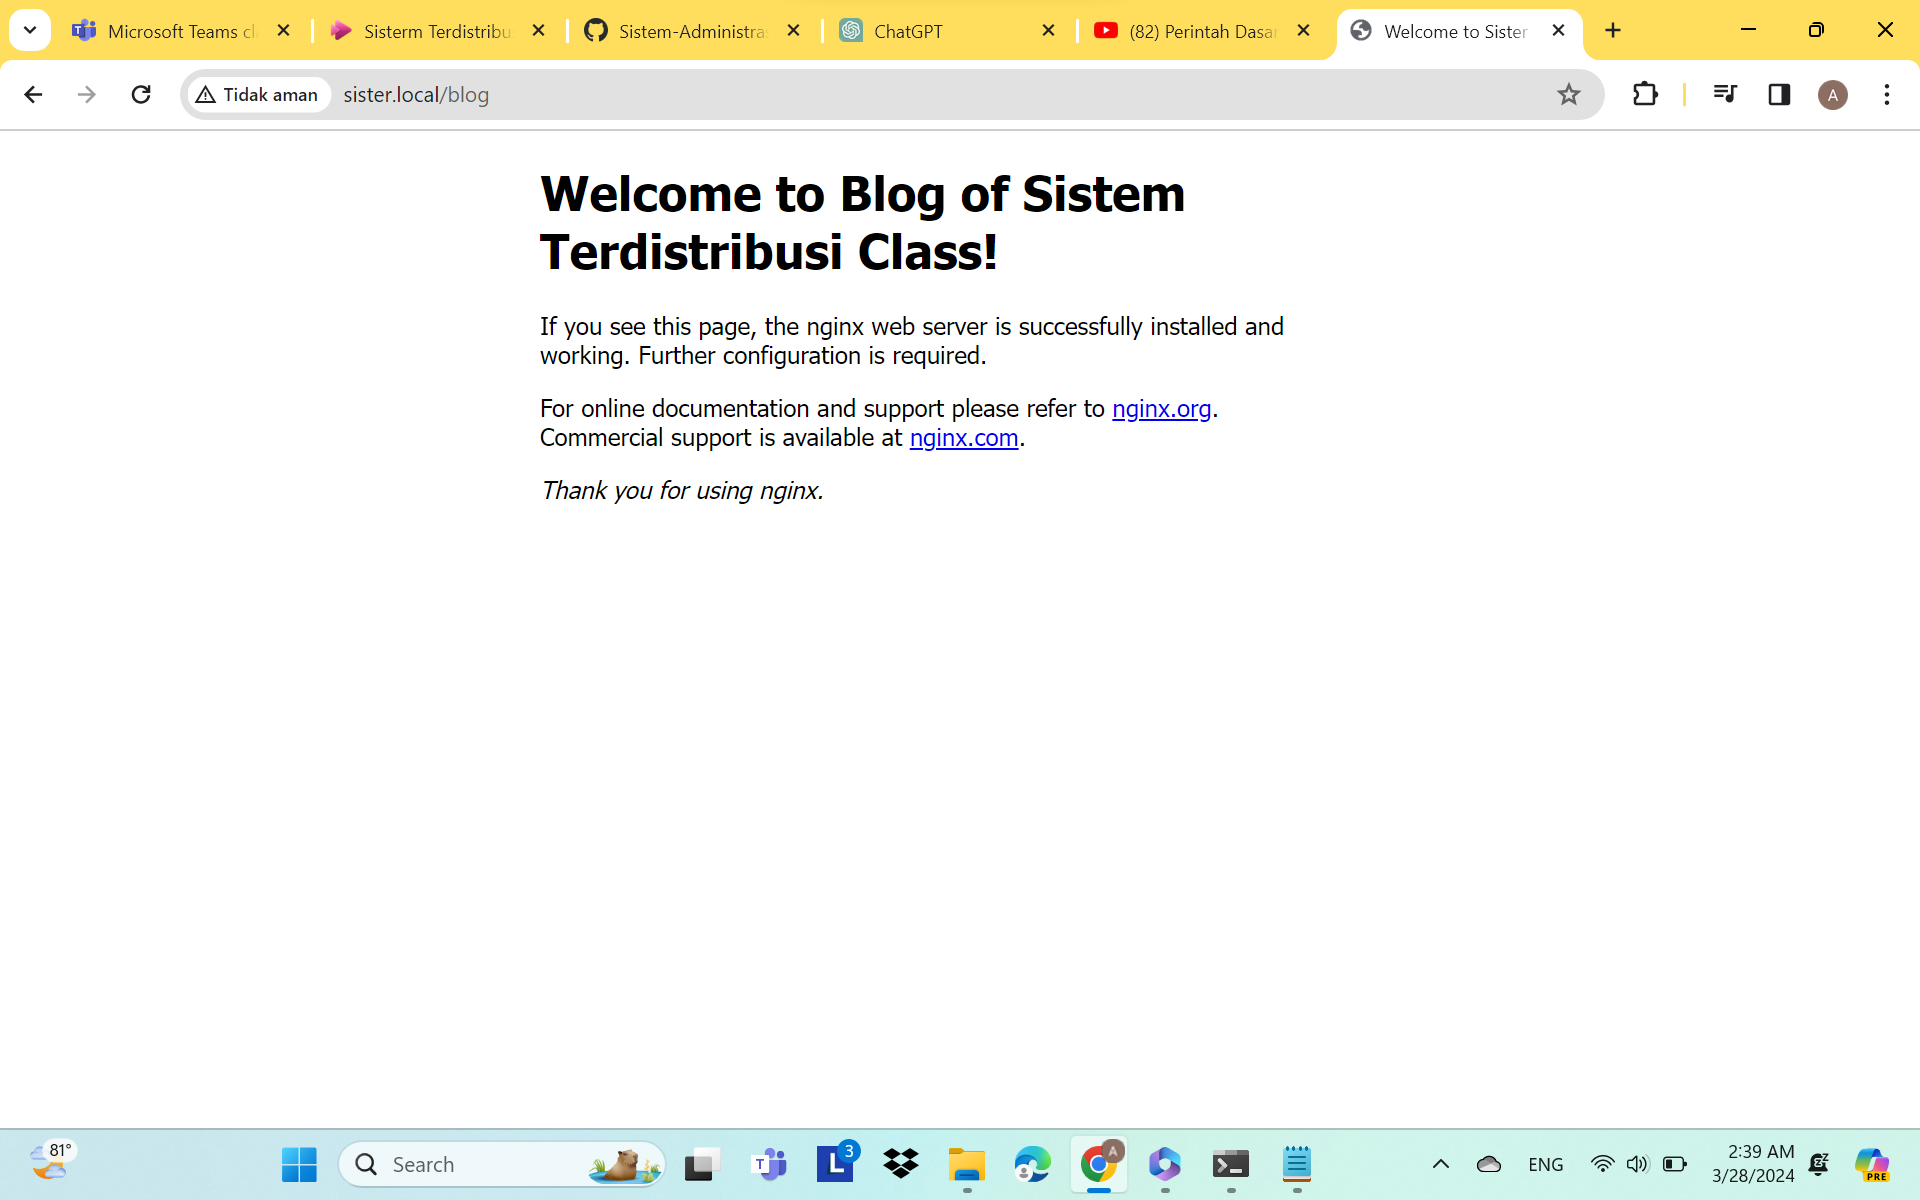 Microsoft Teams cl
Sisterm Terdistribu
Sistem-Administra
ChatGPT
(82) Perintah Dasar
Welcome to Sister
Tidak aman
sister.local/blog
A
Welcome to Blog of Sistem
Terdistribusi Class!
If you see this page, the nginx web server is successfully installed and
working. Further configuration is required.
For online documentation and support please refer to nginx.org.
Commercial support is available at nginx.com.
Thank you for using nginx.
81°
Search
T
L
3
A
ENG
2:39 AM
3/28/2024
PRE